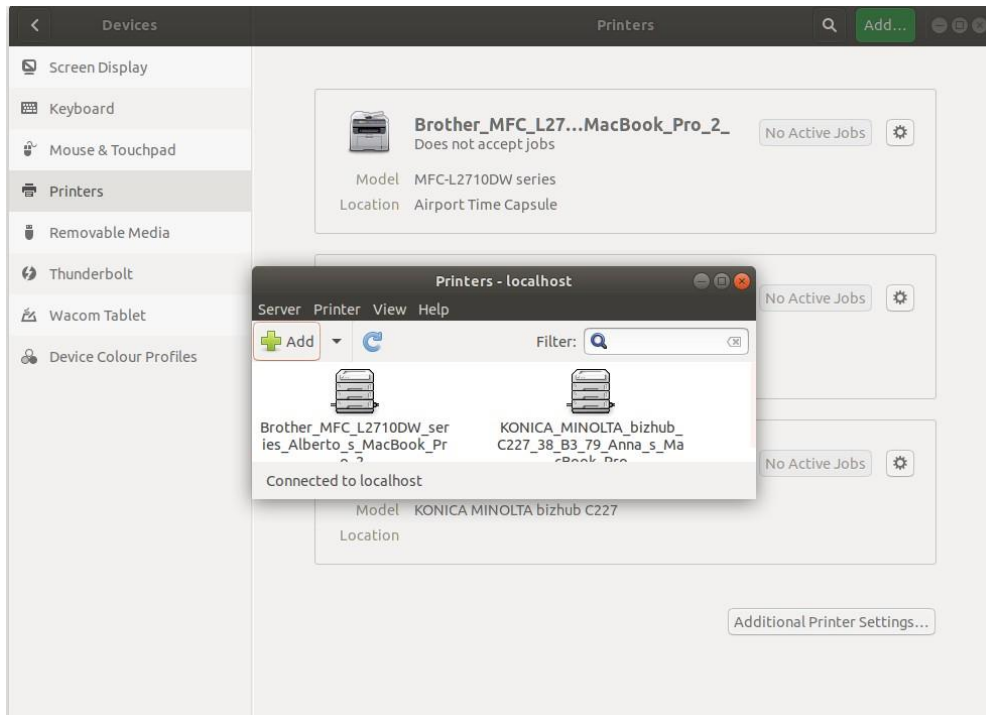 Devices
Printers
Add...
Screen Display
Keyboard
Mouse & Touchpad
Printers
Removable Media
Thunderbolt
Wacom Tablet
Device Colour Profiles
Brother_MFC_L27...MacBook_Pro_2_
Does not accept jobs
No Active Jobs
Model MFC-L2710DW series
Location Airport Time Capsule
No Active Jobs
Printers - localhost
Server Printer View Help
Add
Filter:
Brother_MFC_L2710DW_ser
ies_Alberto_s_MacBook_Pr
o_2
KONICA_MINOLTA_bizhub_
C227_38_B3_79_Anna_s_Ma
cBook_Pro
Connected to localhost
No Active Jobs
Model KONICA MINOLTA bizhub C227
Location
Additional Printer Settings...